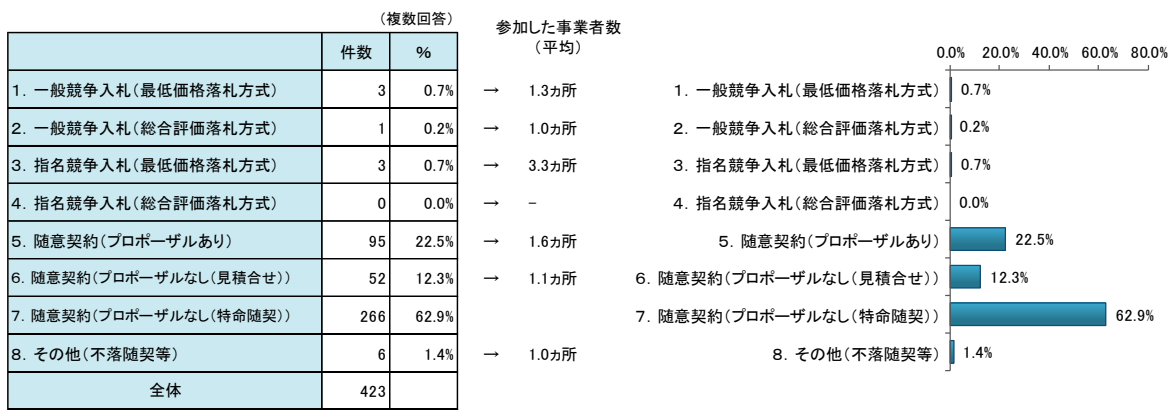 (複数回答)
参加した事業者数
(平均)
件数 %
1. 一般競争入札(最低価格落札方式) 3 0.7% → 1.3ヵ所
2. 一般競争入札(総合評価落札方式) 1 0.2% → 1.0ヵ所
3. 指名競争入札(最低価格落札方式) 3 0.7% → 3.3ヵ所
4. 指名競争入札(総合評価落札方式) 0 0.0% → −
5. 随意契約(プロポーザルあり) 95 22.5% → 1.6ヵ所
6. 随意契約(プロポーザルなし(見積合せ)) 52 12.3% → 1.1ヵ所
7. 随意契約(プロポーザルなし(特命随契)) 266 62.9%
8. その他(不落随契等) 6 1.4% → 1.0ヵ所
全体 423
0.0% 20.0% 40.0% 60.0% 80.0%
1. 一般競争入札(最低価格落札方式) 0.7%
2. 一般競争入札(総合評価落札方式) 0.2%
3. 指名競争入札(最低価格落札方式) 0.7%
4. 指名競争入札(総合評価落札方式) 0.0%
5. 随意契約(プロポーザルあり) 22.5%
6. 随意契約(プロポーザルなし(見積合せ)) 12.3%
7. 随意契約(プロポーザルなし(特命随契)) 62.9%
8. その他(不落随契等) 1.4%